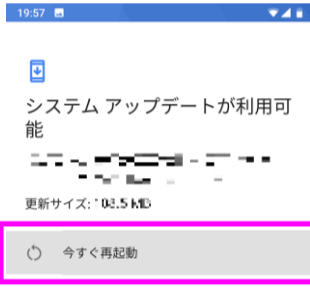 19:57
システム アップデートが利用可
能
更新サイズ:
今すぐ再起動